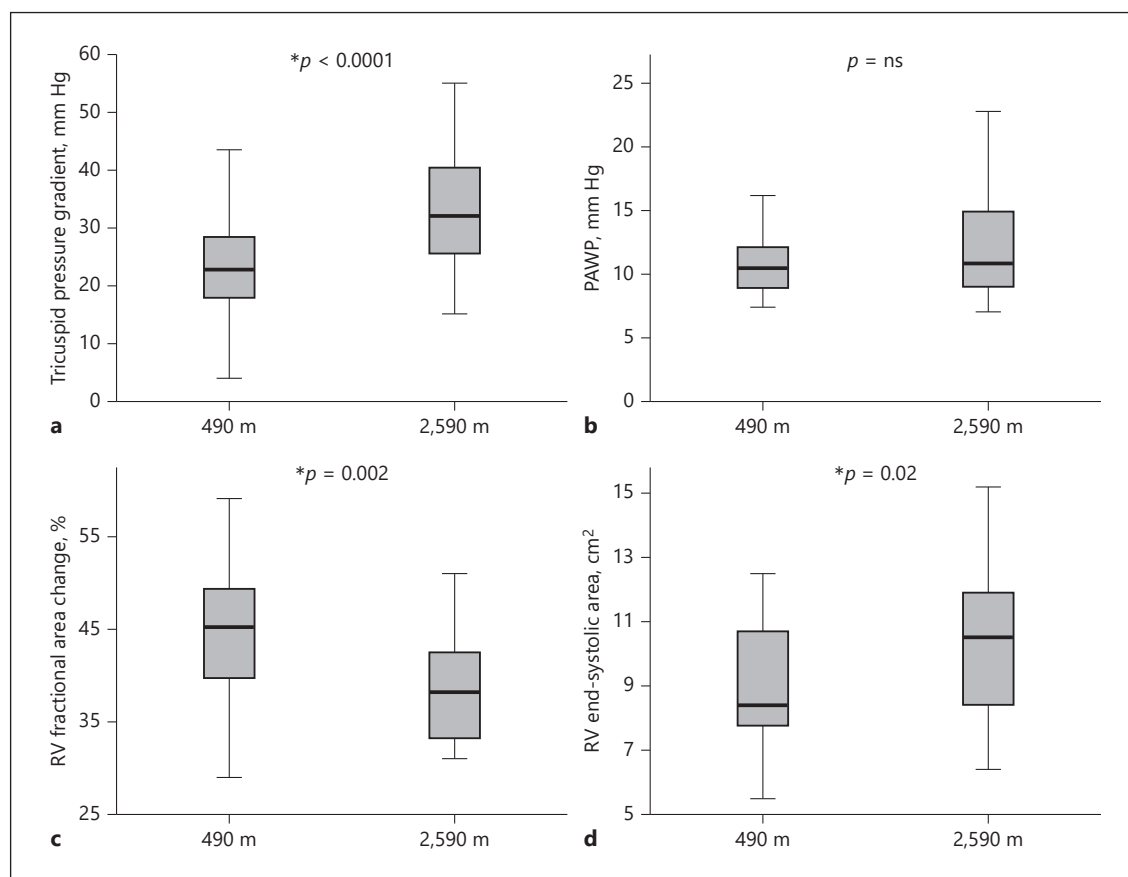 *p < 0.0001
Tricuspid pressure gradient, mm Hg
60
50
40
30
20
10
0
490 m
2,590 m
a
p = ns
PAWP, mm Hg
25
20
15
10
5
0
490 m
2,590 m
b
*p = 0.002
RV fractional area change, %
55
45
35
25
490 m
2,590 m
c
*p = 0.02
RV end-systolic area, cm²
15
13
11
9
7
5
490 m
2,590 m
d